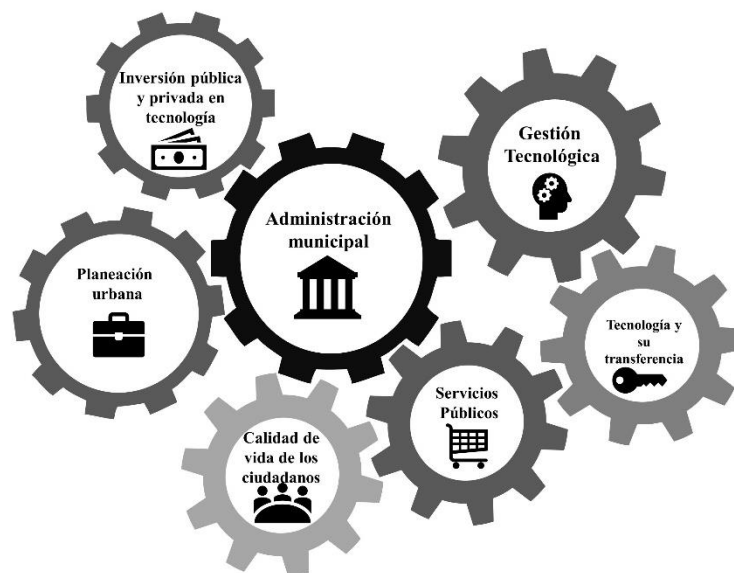 Inversión pública
y privada en
tecnología
Gestión
Tecnológica
Administración
municipal
Planeación
urbana
Tecnología y
su
transferencia
Servicios
Públicos
Calidad de
vida de los
ciudadanos